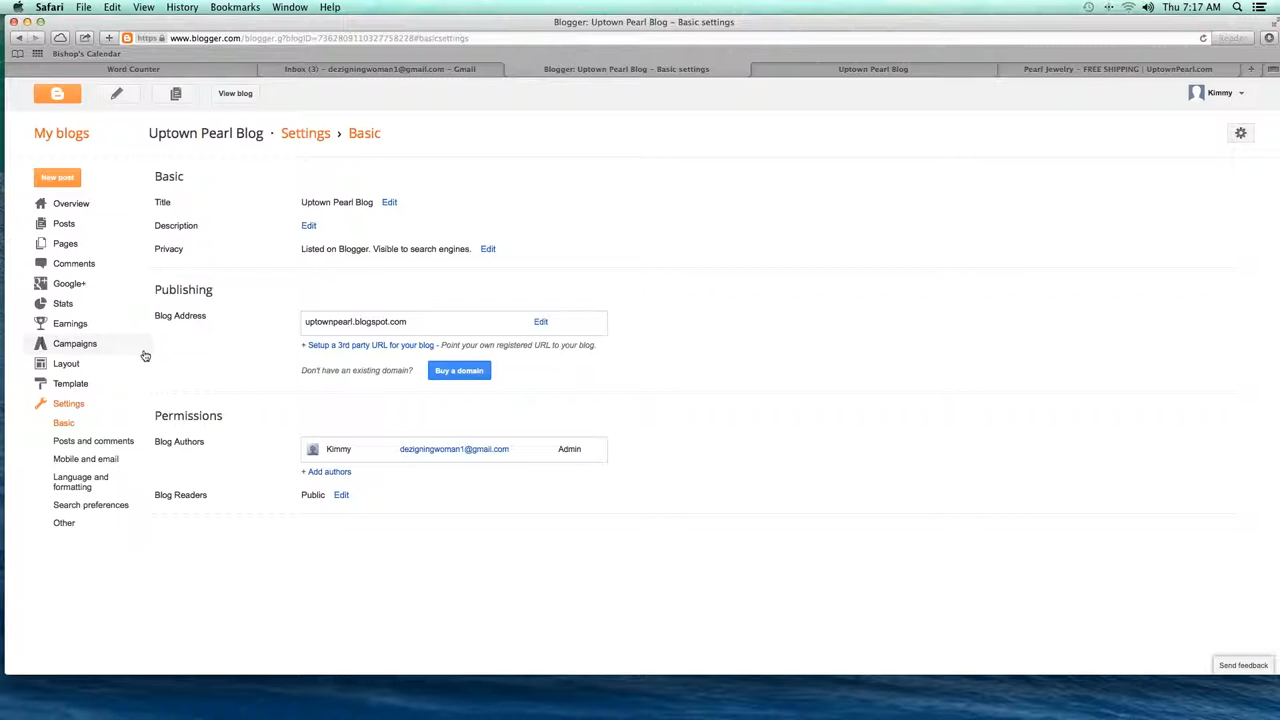 Safari File Edit View History Bookmarks Window Help Thu 7:17 AM
Blogger: Uptown Pearl Blog – Basic settings
https www.blogger.com/blogger.g?blogID=7362809110327758228#basicsettings Reader
Bishop's Calendar
Word Counter Inbox (3) – dezigningwoman1@gmail.com – Gmail Blogger: Uptown Pearl Blog – Basic settings Uptown Pearl Blog Pearl Jewelry – FREE SHIPPING | UptownPearl.com
View blog Kimmy
My blogs Uptown Pearl Blog · Settings › Basic
New post
Overview
Posts
Pages
Comments
Google+
Stats
Earnings
Campaigns
Layout
Template
Settings
Basic
Posts and comments
Mobile and email
Language and
formatting
Search preferences
Other
Basic
Title Uptown Pearl Blog Edit
Description Edit
Privacy Listed on Blogger. Visible to search engines. Edit
Publishing
Blog Address uptownpearl.blogspot.com Edit
+ Setup a 3rd party URL for your blog - Point your own registered URL to your blog.
Don't have an existing domain? Buy a domain
Permissions
Blog Authors Kimmy dezigningwoman1@gmail.com Admin
+ Add authors
Blog Readers Public Edit
Send feedback